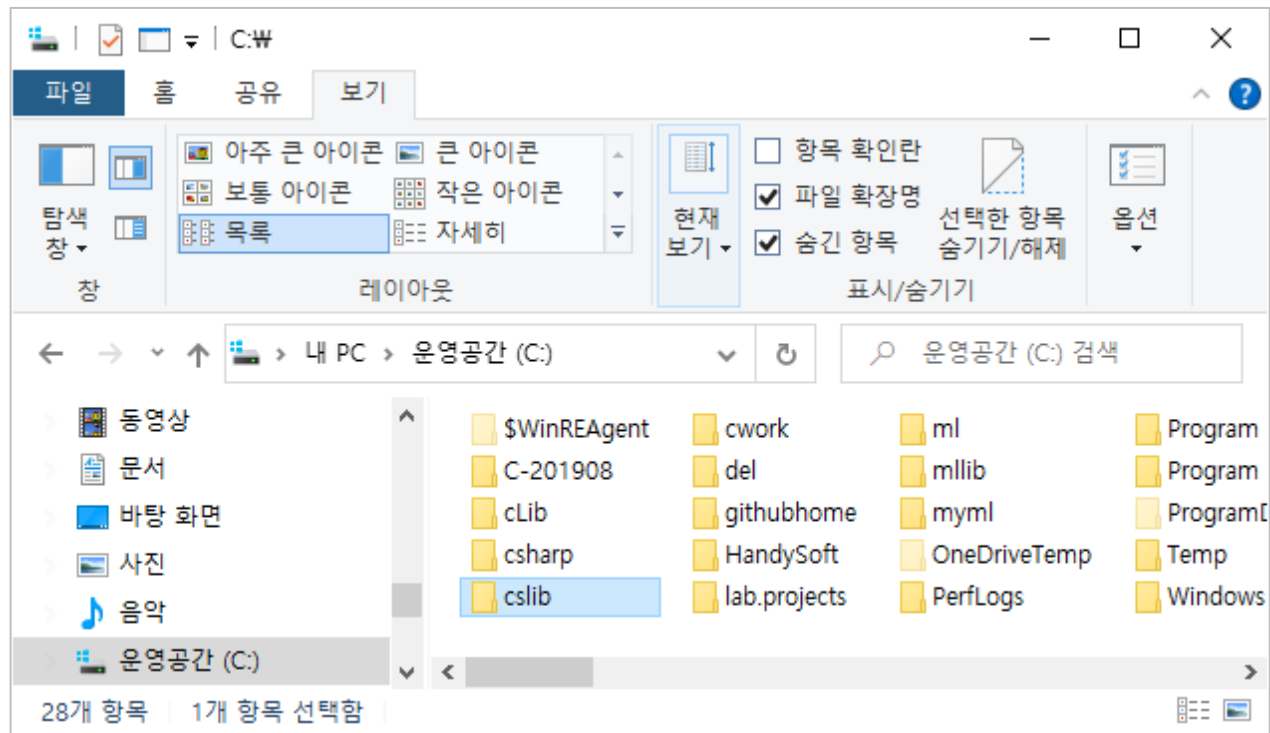 C:₩
파일 홈 공유 보기
아주 큰 아이콘 큰 아이콘
보통 아이콘 작은 아이콘
목록 자세히
탐색
창
현재
보기
항목 확인란
파일 확장명
숨긴 항목
선택한 항목
숨기기/해제
옵션
창 레이아웃 표시/숨기기
내 PC › 운영공간 (C:)
운영공간 (C:) 검색
동영상
문서
바탕 화면
사진
음악
운영공간 (C:)
$WinREAgent
C-201908
cLib
csharp
cslib
cwork
del
githubhome
HandySoft
lab.projects
ml
mllib
myml
OneDriveTemp
PerfLogs
Program
Program
Program
Temp
Windows
28개 항목 1개 항목 선택함